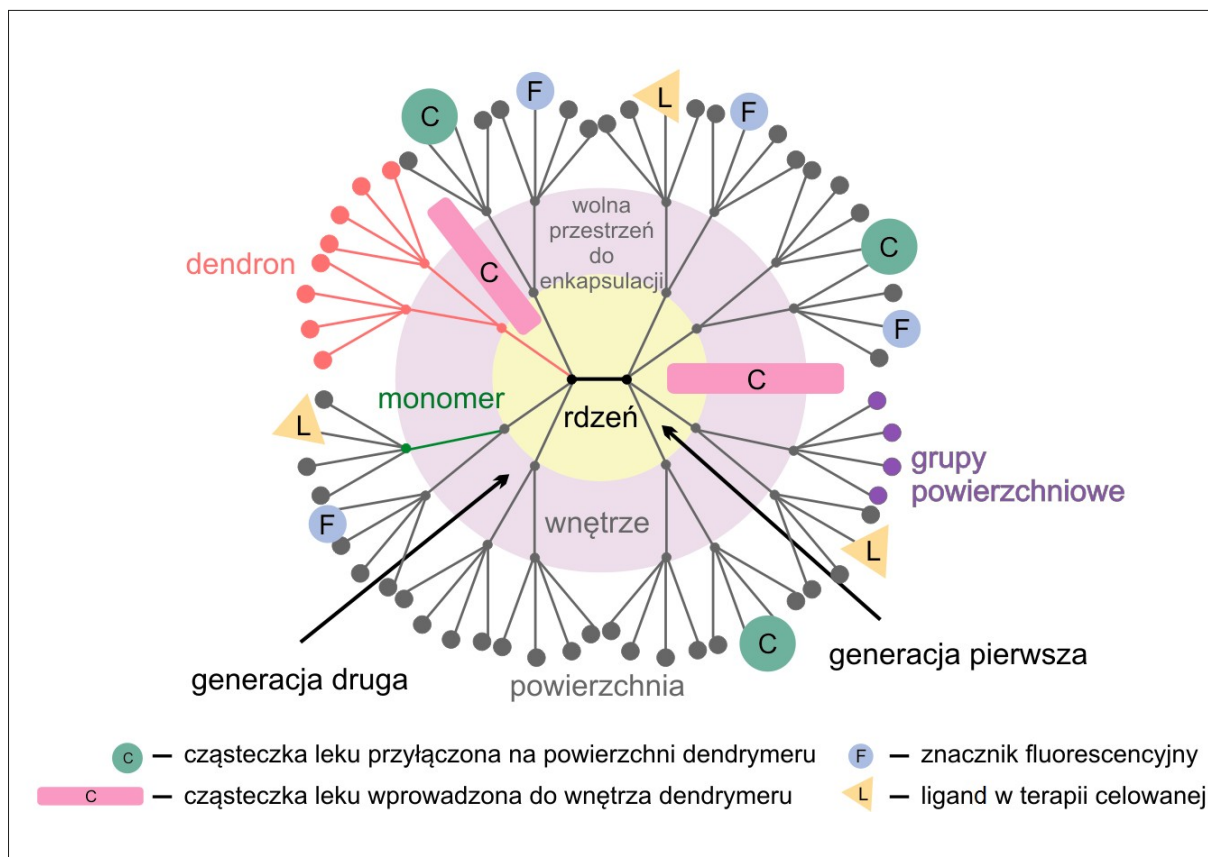 F
L
F
C
wolna
przestrzeń
do
enkapsulacji
C
dendron
C
F
C
monomer
rdzeń
L
grupy
powierzchniowe
F
wnętrze
L
C
generacja pierwsza
generacja druga
powierzchnia
C – cząsteczka leku przyłączona na powierzchni dendrymeru
F – znacznik fluorescencyjny
C – cząsteczka leku wprowadzona do wnętrza dendrymeru
L – ligand w terapii celowanej